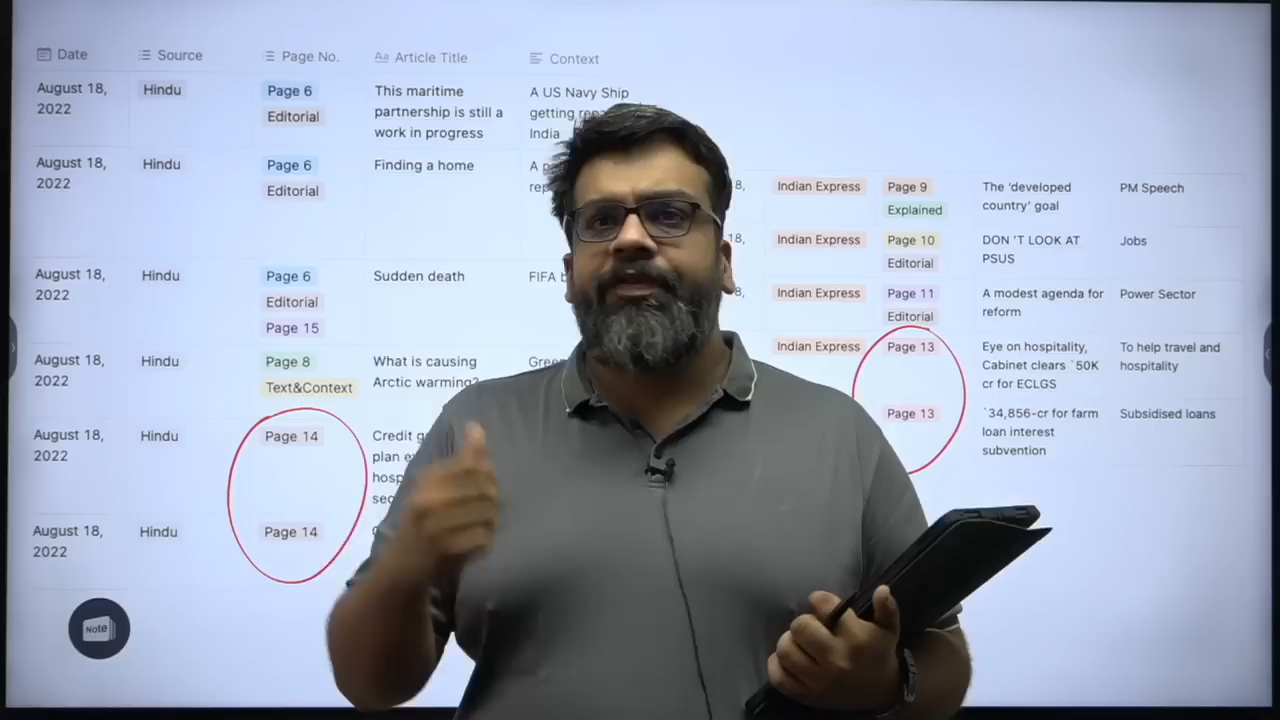 Date Source Page No. Article Title Context
August 18, Hindu Page 6 This maritime A US Navy Ship
2022 Editorial partnership is still a getting
work in progress India
August 18, Hindu Page 6 Finding a home A
2022 Editorial
August 18, Hindu Page 6 Sudden death FIFA
2022 Editorial
Page 15
August 18, Hindu Page 8 What is causing
2022 Text&Context Arctic warming?
August 18, Hindu Page 14 Credit
2022 plan
August 18, Hindu Page 14
2022
8, Indian Express Page 9 The 'developed PM Speech
Explained country' goal
18, Indian Express Page 10 DON 'T LOOK AT Jobs
Editorial PSUS
8, Indian Express Page 11 A modest agenda for Power Sector
Editorial reform
Indian Express Page 13 Eye on hospitality, To help travel and
Cabinet clears `50K hospitality
cr for ECLGS
Page 13 `34,856-cr for farm Subsidised loans
loan interest
subvention
Note